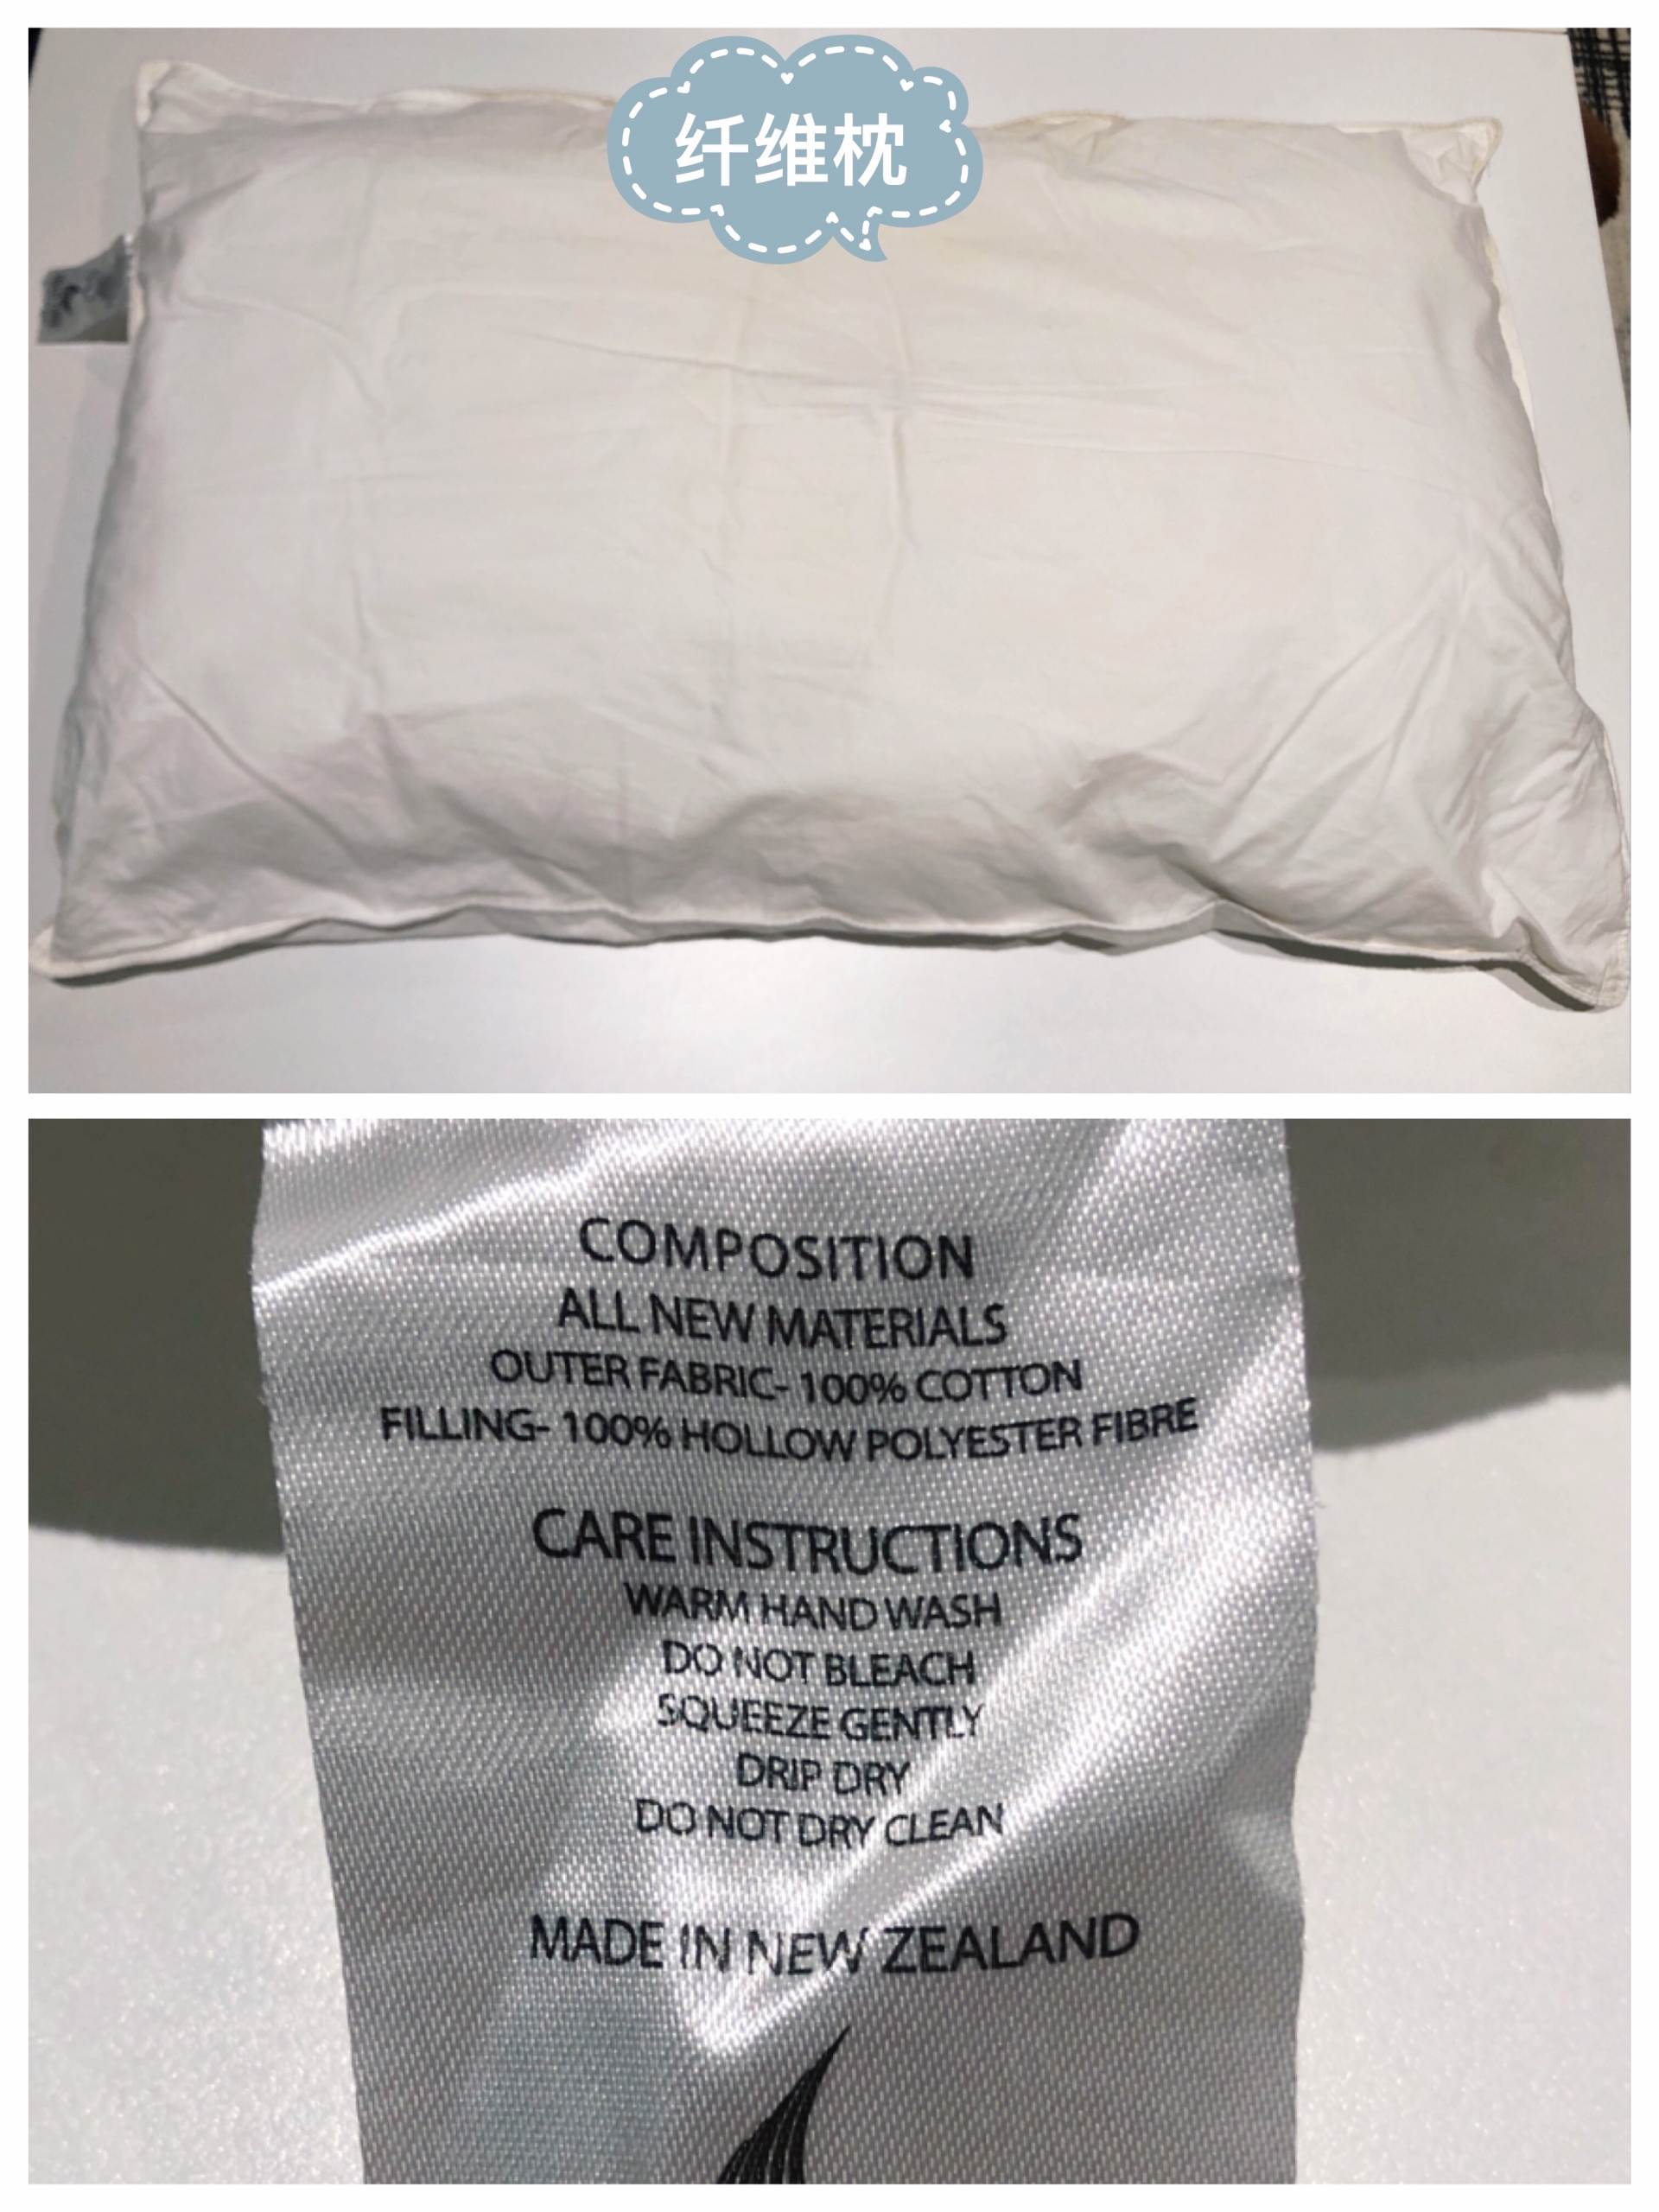 纤维枕
COMPOSITION
ALL NEW MATERIALS
OUTER FABRIC- 100% COTTON
FILLING- 100% HOLLOW POLYESTER FIBRE
CARE INSTRUCTIONS
WARM HAND WASH
DO NOT BLEACH
SQUEEZE GENTLY
DRIP DRY
DO NOT DRY CLEAN
MADE IN NEW ZEALAND